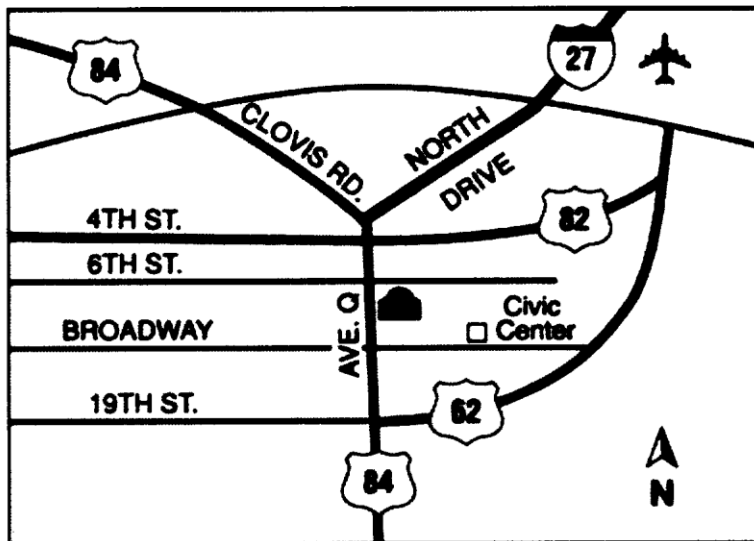 84
27
CLOVIS RD.
NORTH
DRIVE
4TH ST.
82
6TH ST.
AVE. Q
Civic
Center
BROADWAY
19TH ST.
62
84
N